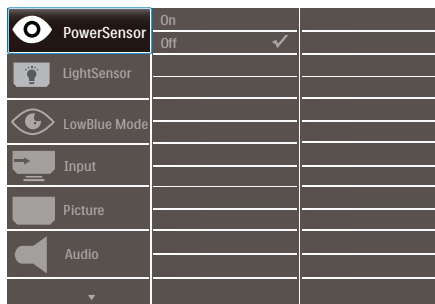 PowerSensor
On
Off
LightSensor
LowBlue Mode
Input
Picture
Audio